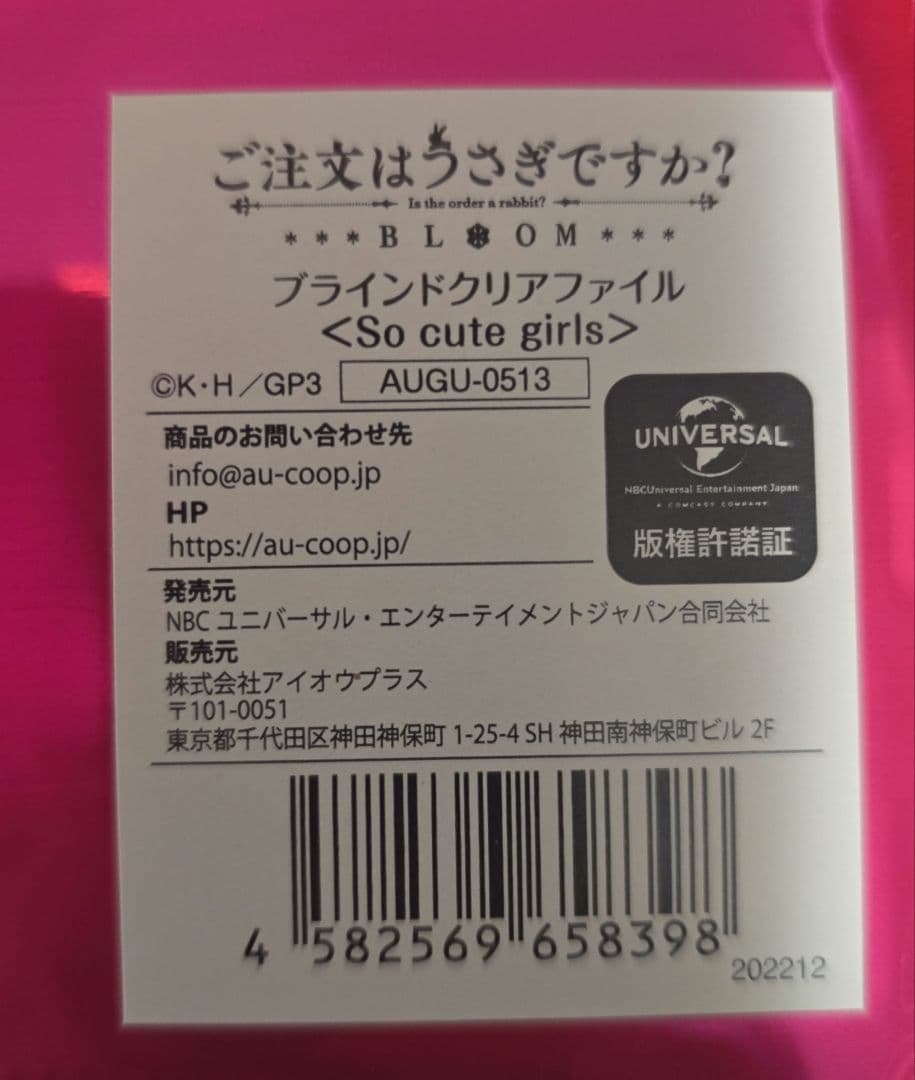 ご注文はうさぎですか?
Is the order a rabbit?
***BLOOM***
ブラインドクリアファイル
<So cute girls>
©K・H/GP3 AUGU-0513
商品のお問い合わせ先
info@au-coop.jp
HP
https://au-coop.jp/
UNIVERSAL
NBCUniversal Entertainment Japan
A COMCAST COMPANY
版権許諾証
発売元
NBC ユニバーサル・エンターテイメントジャパン合同会社
販売元
株式会社アイオウプラス
〒101-0051
東京都千代田区神田神保町 1-25-4 SH 神田南神保町ビル 2F
4 582569 658398
202212